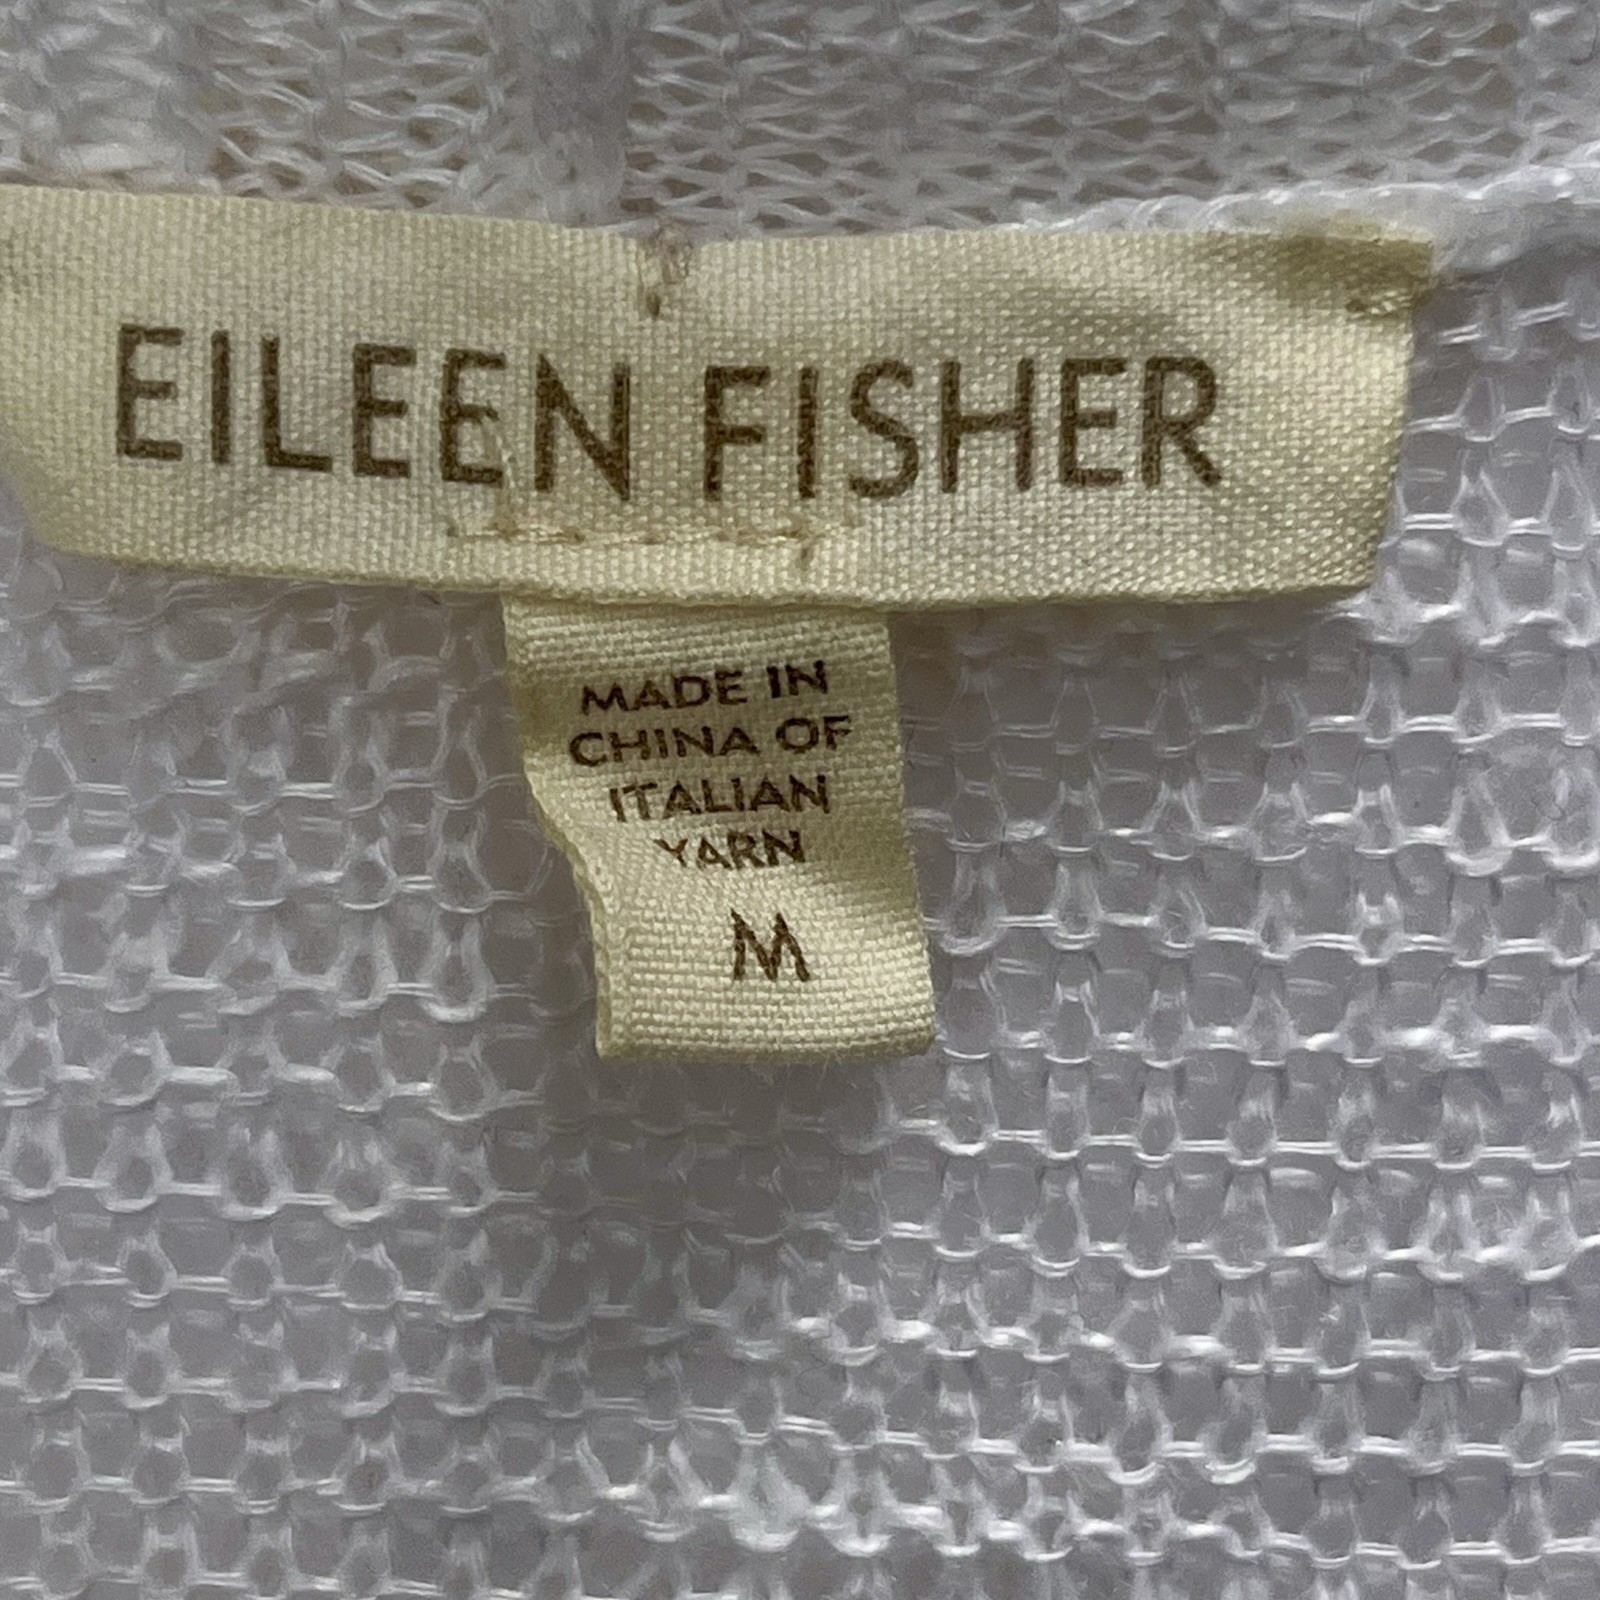 EILEEN FISHER
MADE IN
CHINA OF
ITALIAN
YARN
M